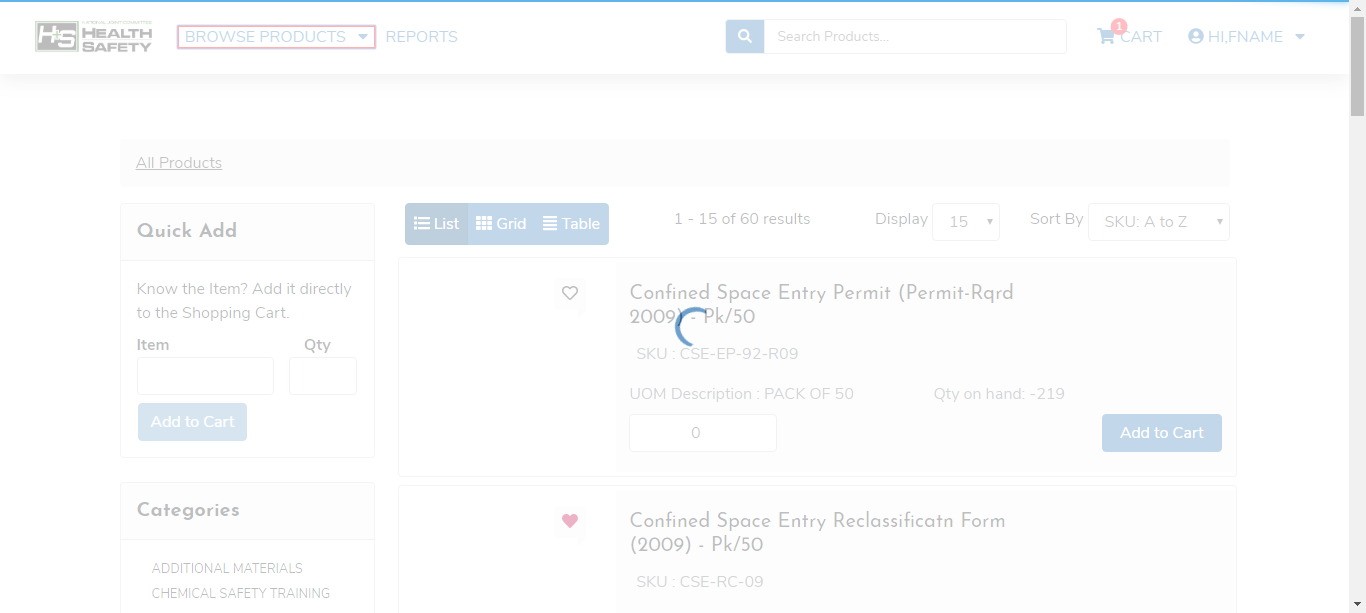 H+S HEALTH
SAFETY
BROWSE PRODUCTS
REPORTS
Search Products...
1
CART
HI,FNAME
All Products
Quick Add
Know the Item? Add it directly
to the Shopping Cart.
Item Qty
Add to Cart
Categories
ADDITIONAL MATERIALS
CHEMICAL SAFETY TRAINING
List Grid Table
1 - 15 of 60 results
Display 15
Sort By SKU: A to Z
Confined Space Entry Permit (Permit-Rqrd
2009) - Pk/50
SKU : CSE-EP-92-R09
UOM Description : PACK OF 50
Qty on hand: -219
0
Add to Cart
Confined Space Entry Reclassificatn Form
(2009) - Pk/50
SKU : CSE-RC-09